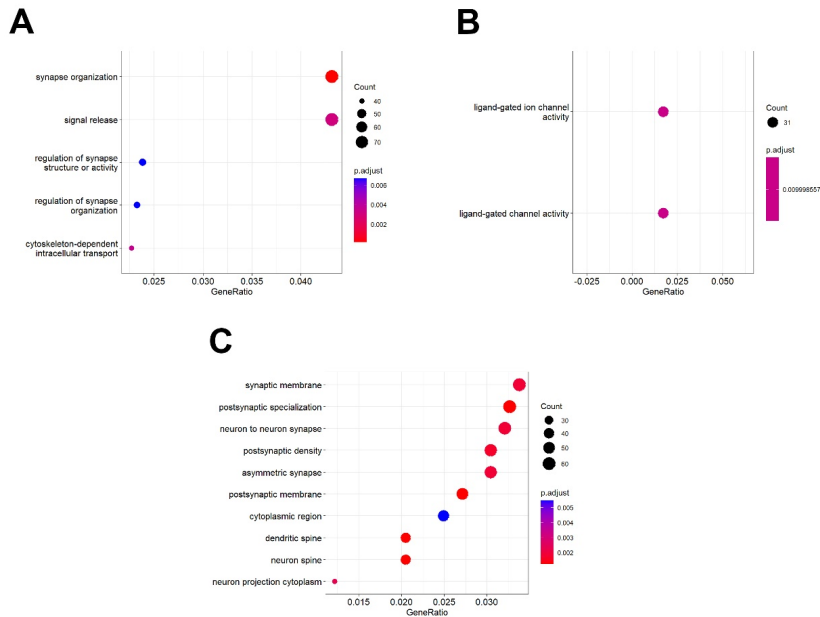 A
synapse organization
signal release
regulation of synapse
structure or activity
regulation of synapse
organization
cytoskeleton-dependent
intracellular transport
0.025 0.030 0.035 0.040
GeneRatio
Count
40
50
60
70
p.adjust
0.006
0.004
0.002
B
ligand-gated ion channel
activity
ligand-gated channel activity
-0.025 0.000 0.025 0.050
GeneRatio
Count
31
p.adjust
0.009998557
C
synaptic membrane
postsynaptic specialization
neuron to neuron synapse
postsynaptic density
asymmetric synapse
postsynaptic membrane
cytoplasmic region
dendritic spine
neuron spine
neuron projection cytoplasm
0.015 0.020 0.025 0.030
GeneRatio
Count
30
40
50
60
p.adjust
0.005
0.004
0.003
0.002